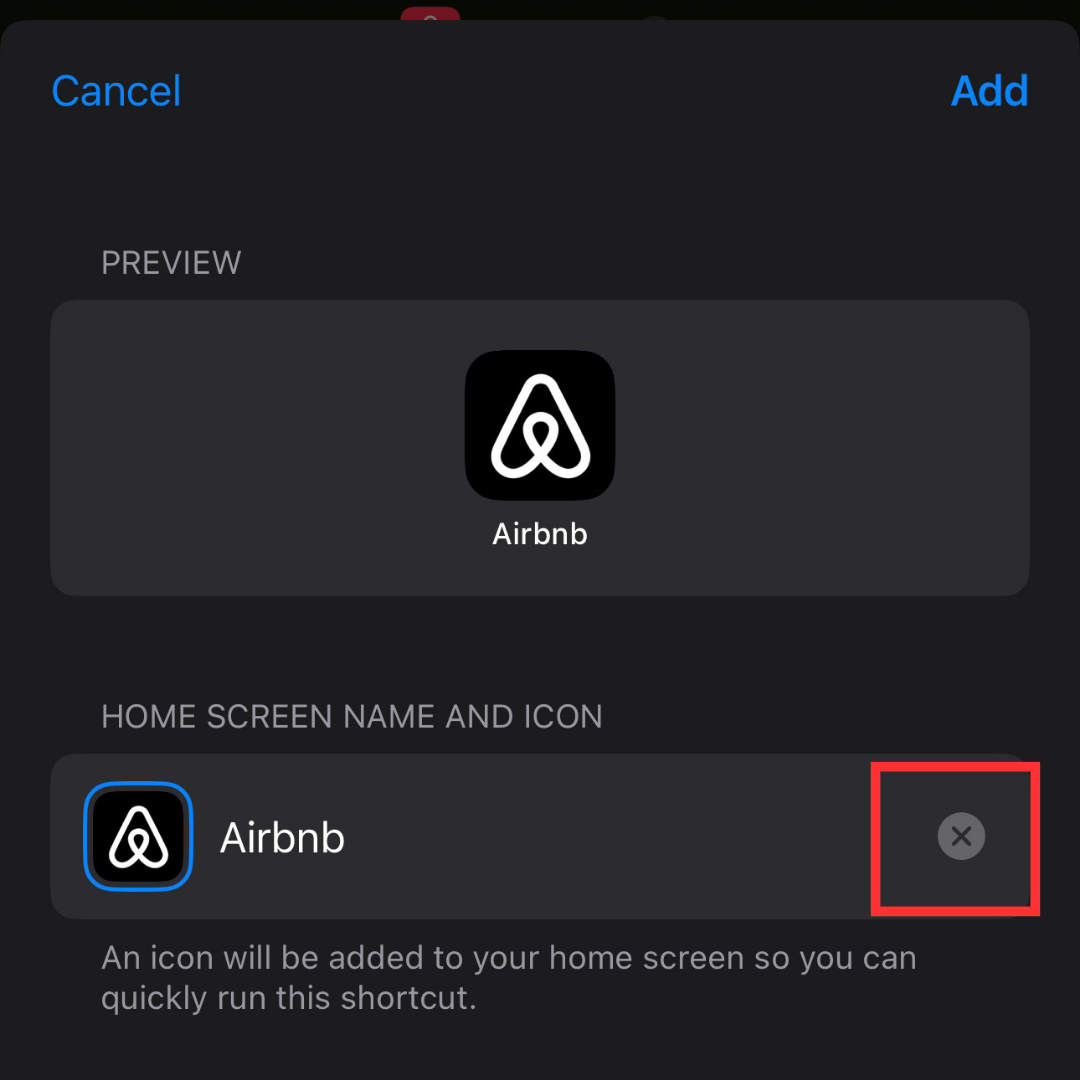 Cancel
Add
PREVIEW
Airbnb
HOME SCREEN NAME AND ICON
Airbnb
An icon will be added to your home screen so you can
quickly run this shortcut.